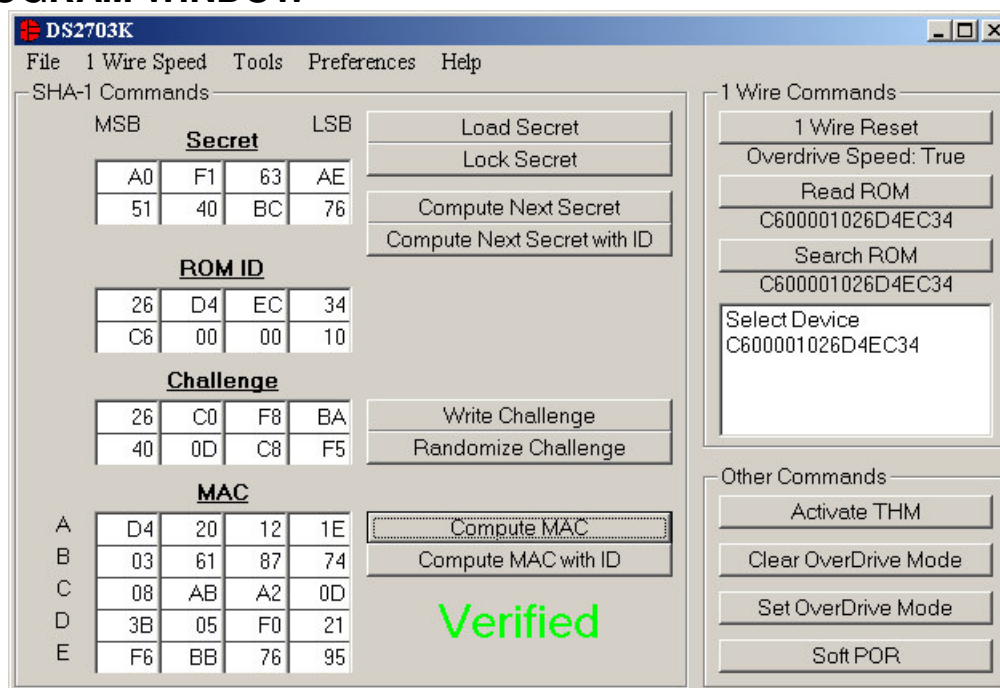 OGRAM WINDOW
DS2703K
File 1 Wire Speed Tools Preferences Help
SHA-1 Commands
MSB LSB
Secret
A0 F1 63 AE
51 40 BC 76
Load Secret
Lock Secret
Compute Next Secret
Compute Next Secret with ID
ROM ID
26 D4 EC 34
C6 00 00 10
Challenge
26 C0 F8 BA
40 0D C8 F5
Write Challenge
Randomize Challenge
MAC
A D4 20 12 1E
B 03 61 87 74
C 08 AB A2 0D
D 3B 05 F0 21
E F6 BB 76 95
Compute MAC
Compute MAC with ID
Verified
1 Wire Commands
1 Wire Reset
Overdrive Speed: True
Read ROM
C600001026D4EC34
Search ROM
C600001026D4EC34
Select Device
C600001026D4EC34
Other Commands
Activate THM
Clear OverDrive Mode
Set OverDrive Mode
Soft POR